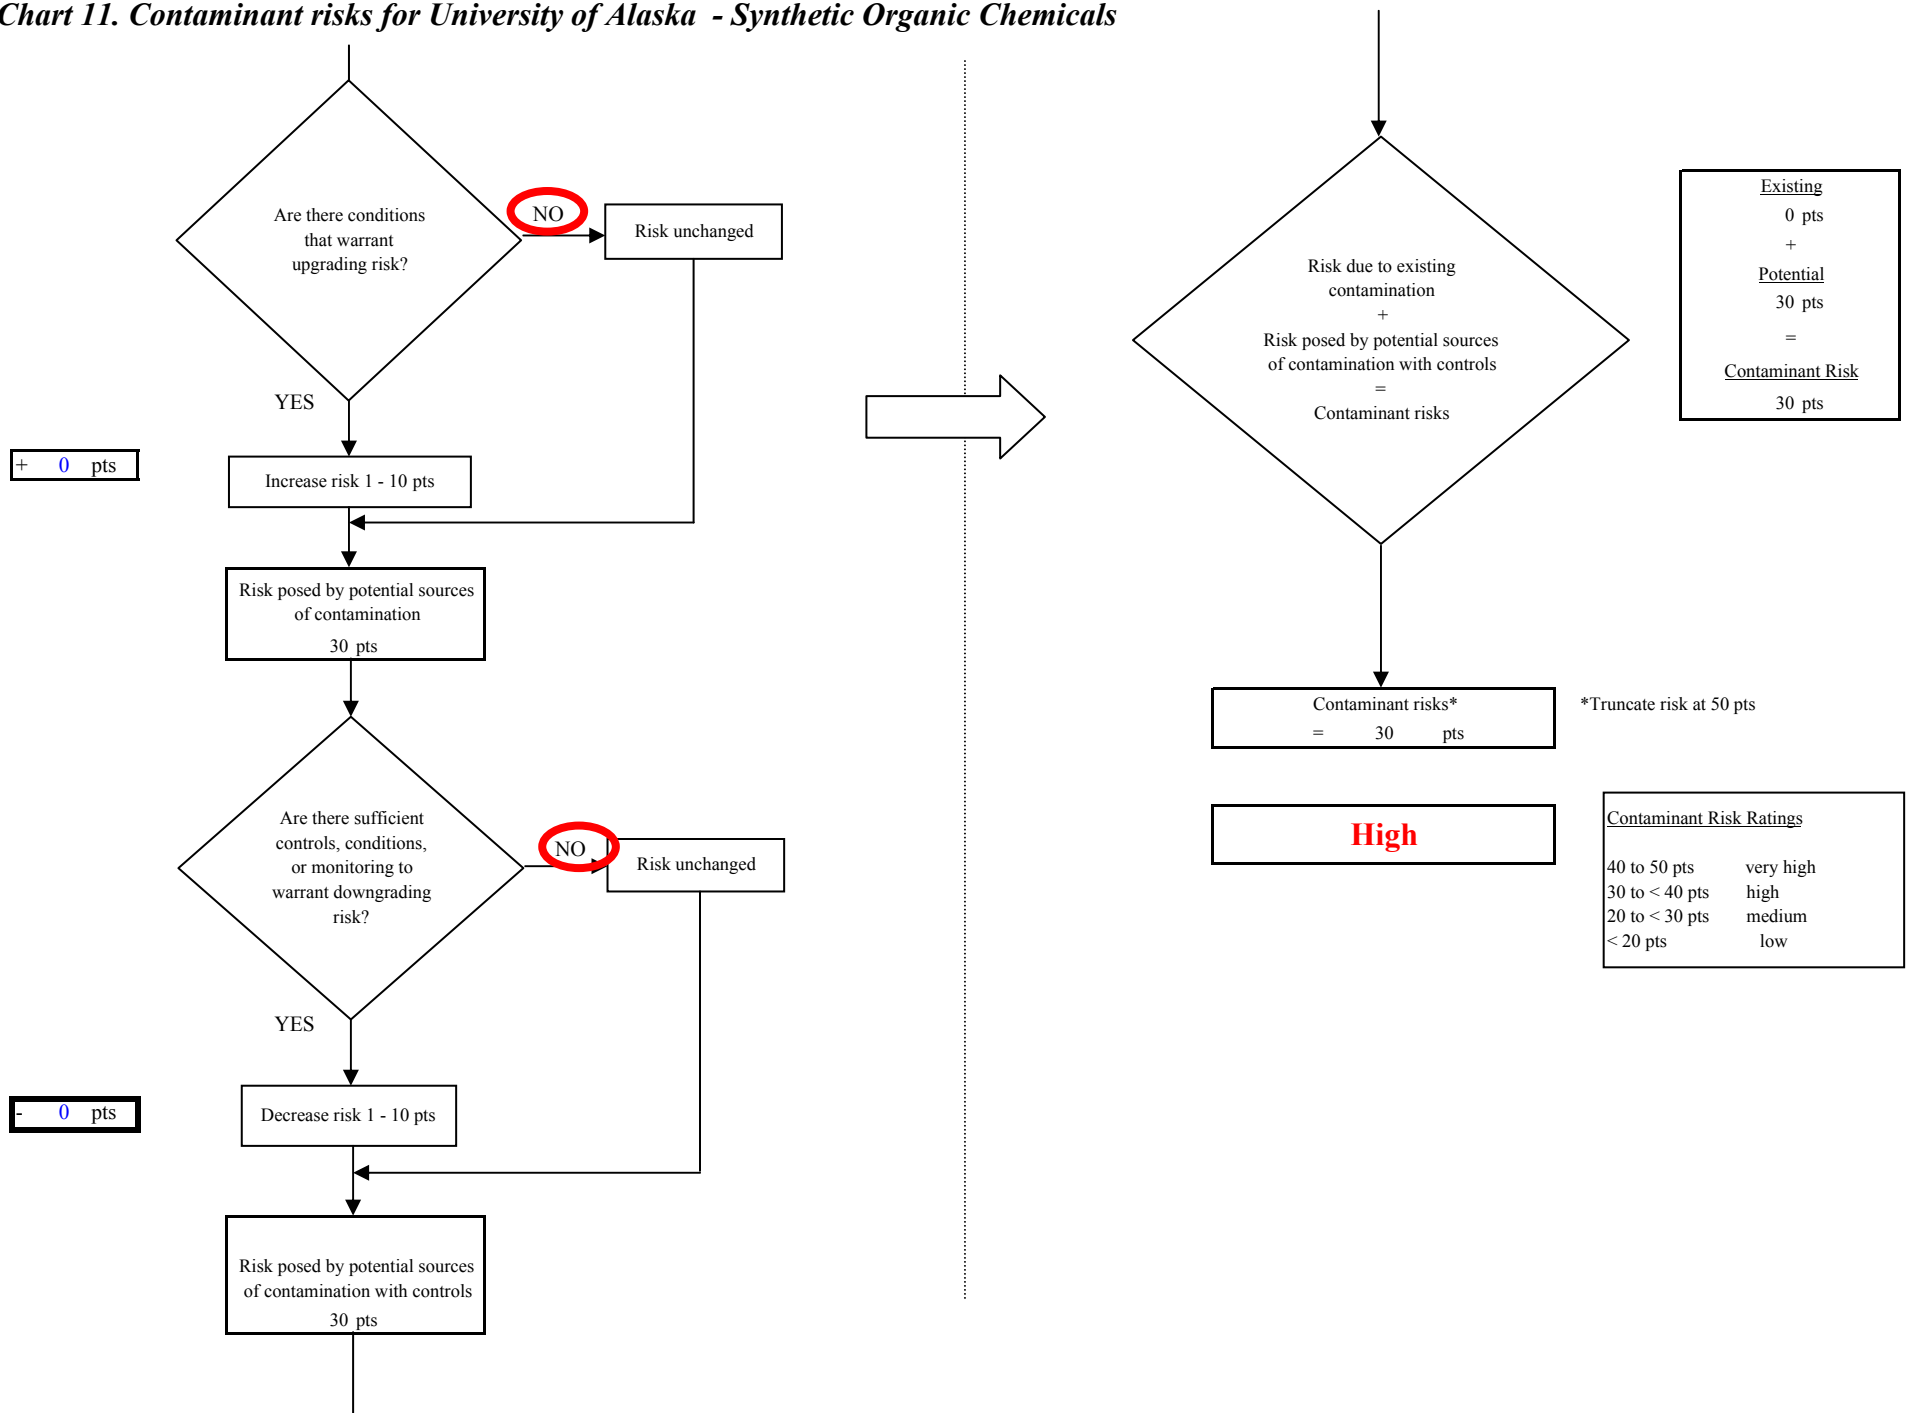 Chart 11. Contaminant risks for University of Alaska - Synthetic Organic Chemicals
Are there conditions
that warrant
upgrading risk?
NO
Risk unchanged
YES
+ 0 pts
Increase risk 1 - 10 pts
Risk posed by potential sources
of contamination
30 pts
Are there sufficient
controls, conditions,
or monitoring to
warrant downgrading
risk?
NO
Risk unchanged
YES
- 0 pts
Decrease risk 1 - 10 pts
Risk posed by potential sources
of contamination with controls
30 pts
Risk due to existing
contamination
+
Risk posed by potential sources
of contamination with controls
=
Contaminant risks
Existing
0 pts
+
Potential
30 pts
=
Contaminant Risk
30 pts
Contaminant risks*
= 30 pts
*Truncate risk at 50 pts
High
Contaminant Risk Ratings
40 to 50 pts very high
30 to < 40 pts high
20 to < 30 pts medium
< 20 pts low